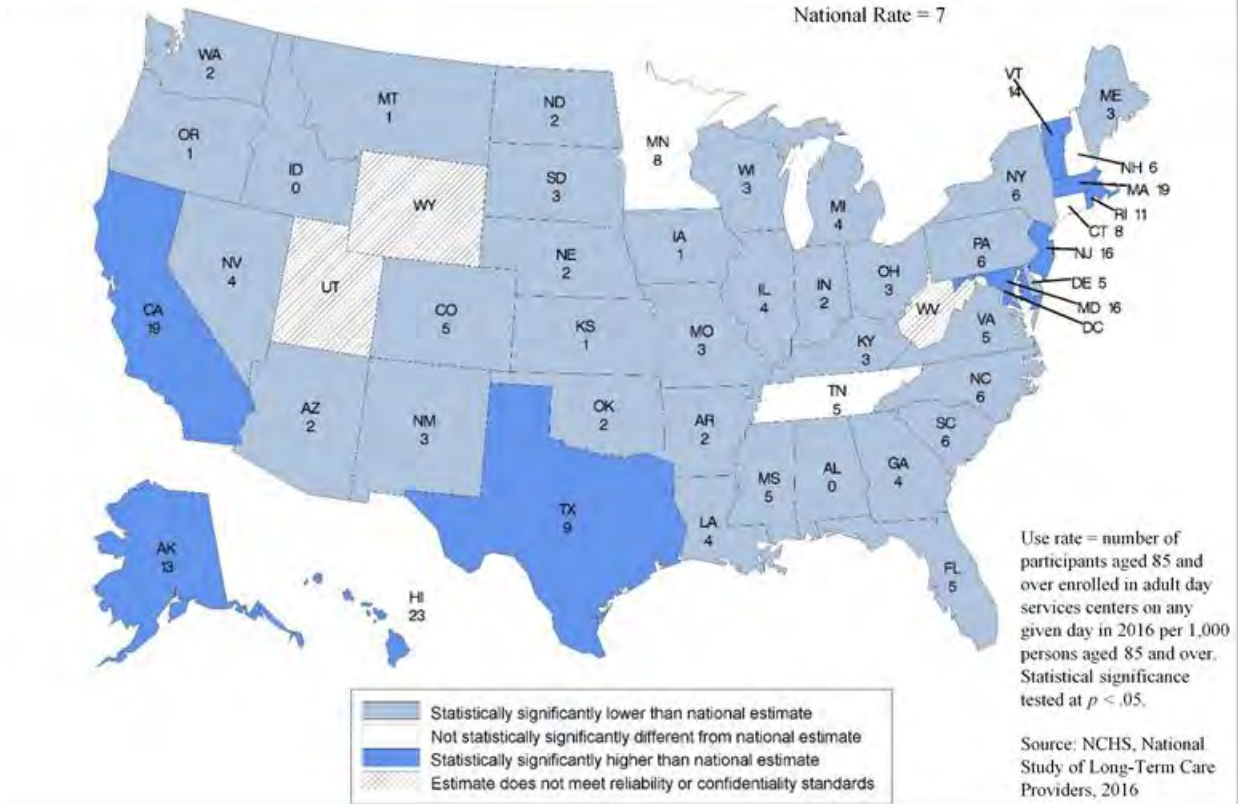 National Rate = 7
WA
2
MT
1
ND
2
MN
8
VT
14
ME
3
OR
1
ID
0
WY
SD
3
WI
3
MI
4
NY
6
NH 6
MA 19
RI 11
CT 8
NJ 16
DE 5
MD 16
DC
NV
4
UT
CO
5
NE
2
IA
1
IL
4
IN
2
OH
3
PA
6
WV
VA
5
CA
19
KS
1
MO
3
KY
3
TN
5
NC
6
SC
6
AZ
2
NM
3
OK
2
AR
2
MS
5
AL
0
GA
4
TX
9
LA
4
FL
5
AK
13
HI
23
Use rate = number of
participants aged 85 and
over enrolled in adult day
services centers on any
given day in 2016 per 1,000
persons aged 85 and over.
Statistical significance
tested at p < .05.
Source: NCHS, National
Study of Long-Term Care
Providers, 2016
Statistically significantly lower than national estimate
Not statistically significantly different from national estimate
Statistically significantly higher than national estimate
Estimate does not meet reliability or confidentiality standards